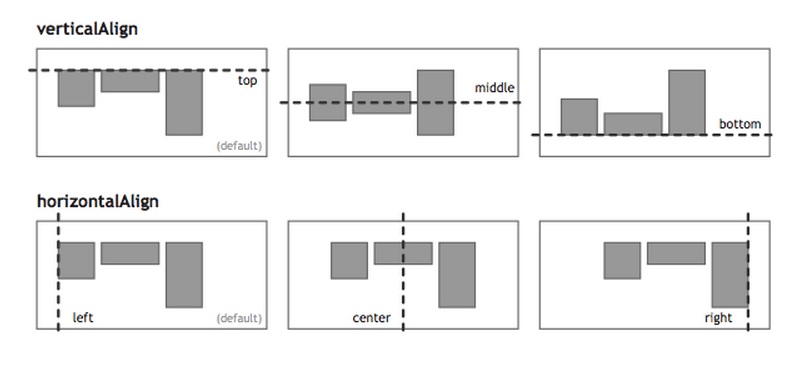 verticalAlign
top
(default)
middle
bottom
horizontalAlign
left
(default)
center
right